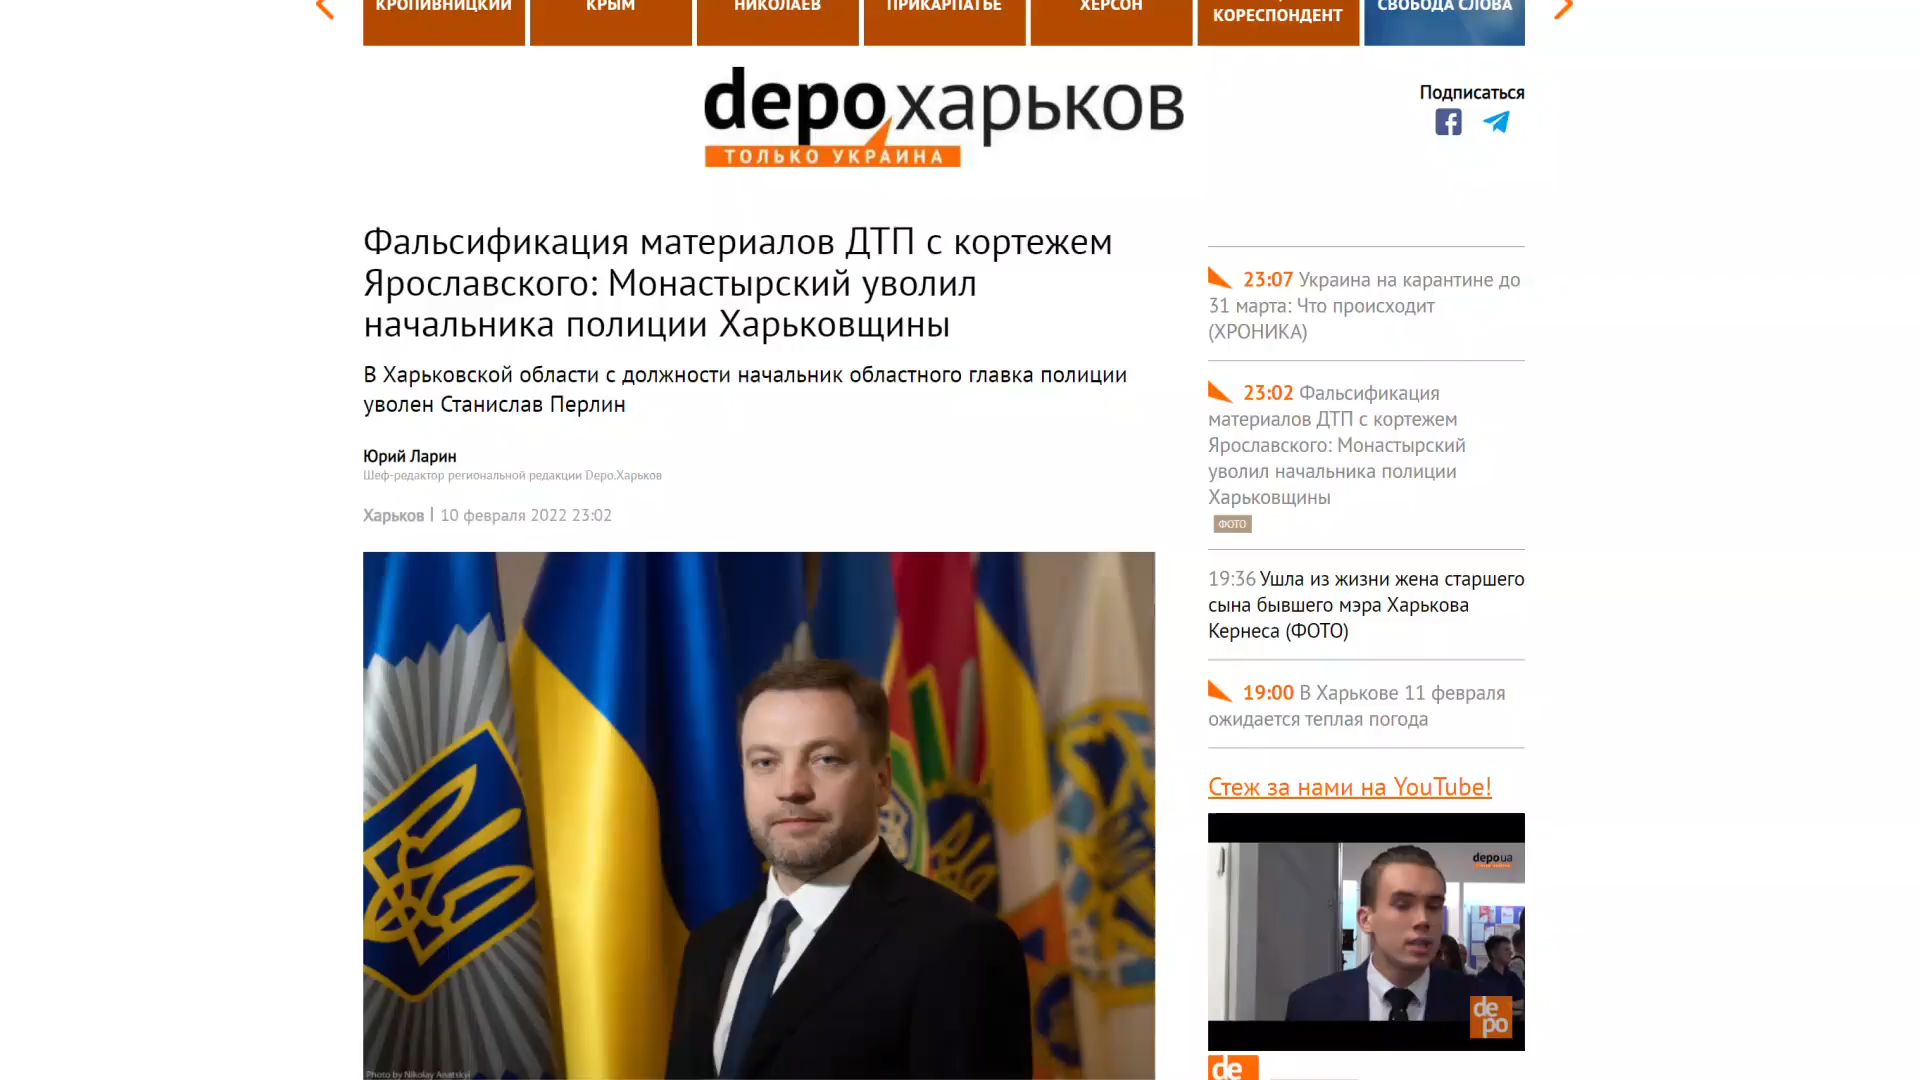 КРОПИВНИЦКИЙ
КРЫМ
НИКОЛАЕВ
ПРИКАРПАТЬЕ
ХЕРСОН
КОРЕСПОНДЕНТ
СВОБОДА СЛОВА
depo.харьков
ТОЛЬКО УКРАИНА
Подписаться
Фальсификация материалов ДТП с кортежем
Ярославского: Монастырский уволил
начальника полиции Харьковщины
В Харьковской области с должности начальник областного главка полиции
уволен Станислав Перлин
Юрий Ларин
Шеф-редактор региональной редакции Depo.Харьков
Харьков | 10 февраля 2022 23:02
Photo by Nikolay Anatskyi
23:07 Украина на карантине до
31 марта: Что происходит
(ХРОНИКА)
23:02 Фальсификация
материалов ДТП с кортежем
Ярославского: Монастырский
уволил начальника полиции
Харьковщины
ФОТО
19:36 Ушла из жизни жена старшего
сына бывшего мэра Харькова
Кернеса (ФОТО)
19:00 В Харькове 11 февраля
ожидается теплая погода
Стеж за нами на YouTube!
depo.ua
de
po
de